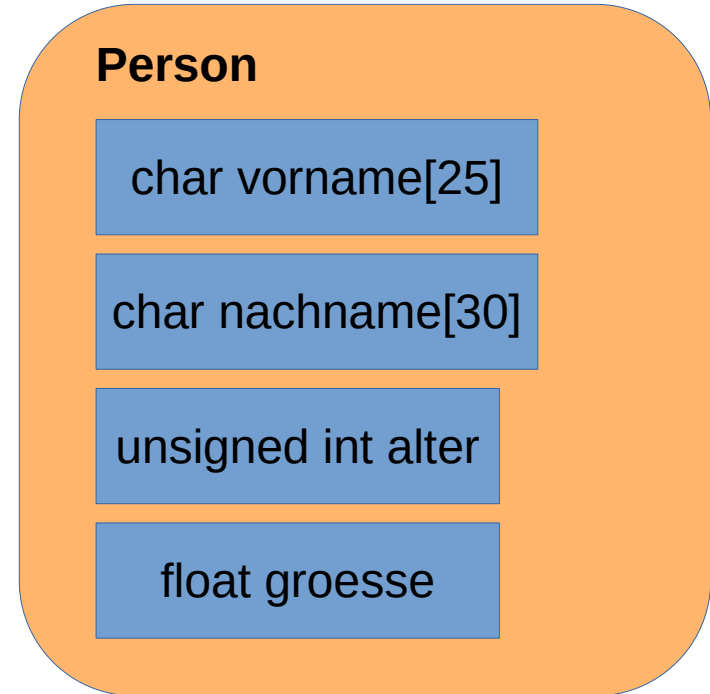 Person
char vorname[25]
char nachname[30]
unsigned int alter
float groesse